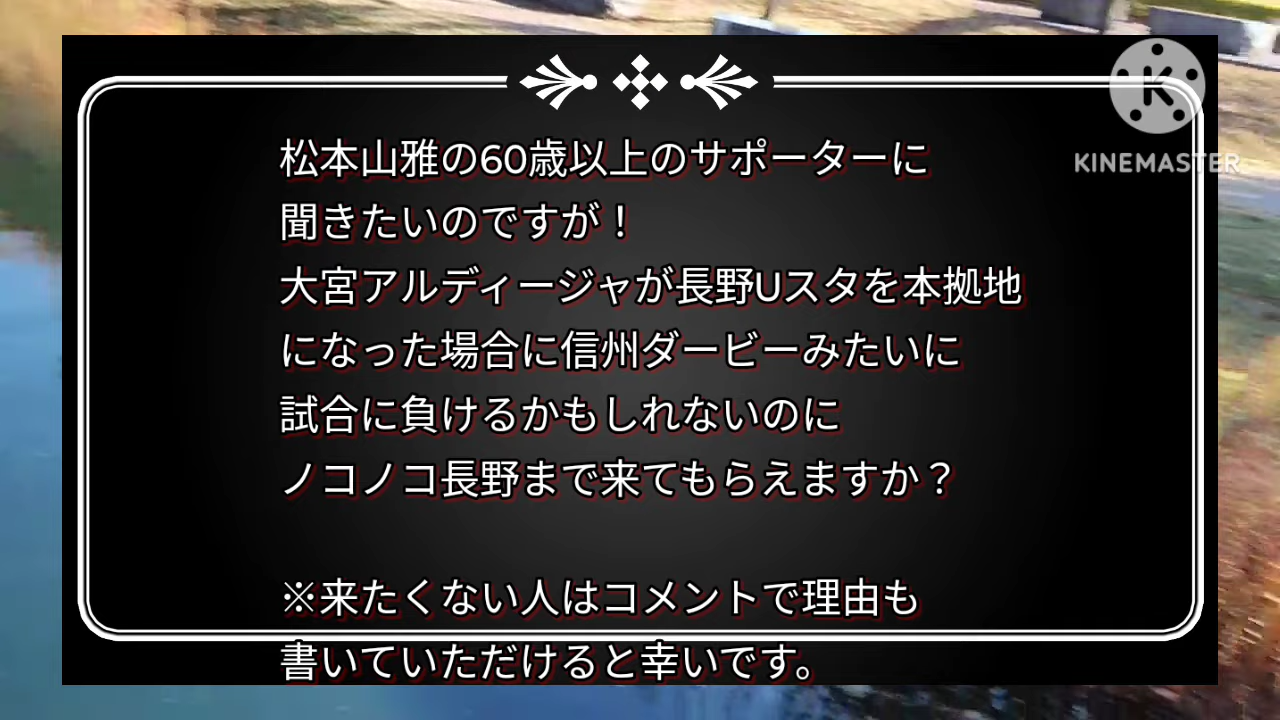 松本山雅の60歳以上のサポーターに
聞きたいのですが！
大宮アルディージャが長野Uスタを本拠地
になった場合に信州ダービーみたいに
試合に負けるかもしれないのに
ノコノコ長野まで来てもらえますか？
※来たくない人はコメントで理由も
書いていただけると幸いです。
K
KINEMASTER